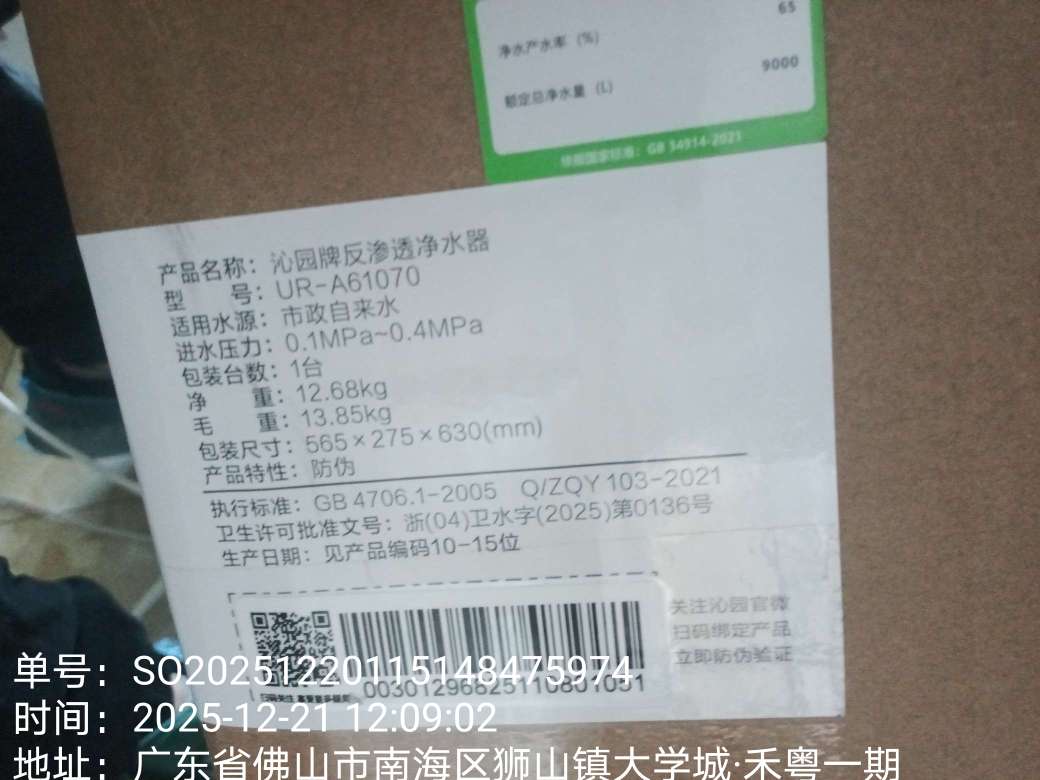 65
净水产水率 (%)
9000
额定总净水量 (L)
依据国家标准：GB 34914-2021
产品名称：沁园牌反渗透净水器
型 号：UR-A61070
适用水源：市政自来水
进水压力：0.1MPa~0.4MPa
包装台数：1台
净 重：12.68kg
毛 重：13.85kg
包装尺寸：565×275×630(mm)
产品特性：防伪
执行标准：GB 4706.1-2005 Q/ZQY 103-2021
卫生许可批准文号：浙(04)卫水字(2025)第0136号
生产日期：见产品编码10-15位
关注沁园官微
扫码绑定产品
立即防伪验证
00301296825110801051
单号：SO202512220115148475974
时间：2025-12-21 12:09:02
地址：广东省佛山市南海区狮山镇大学城·禾粤一期